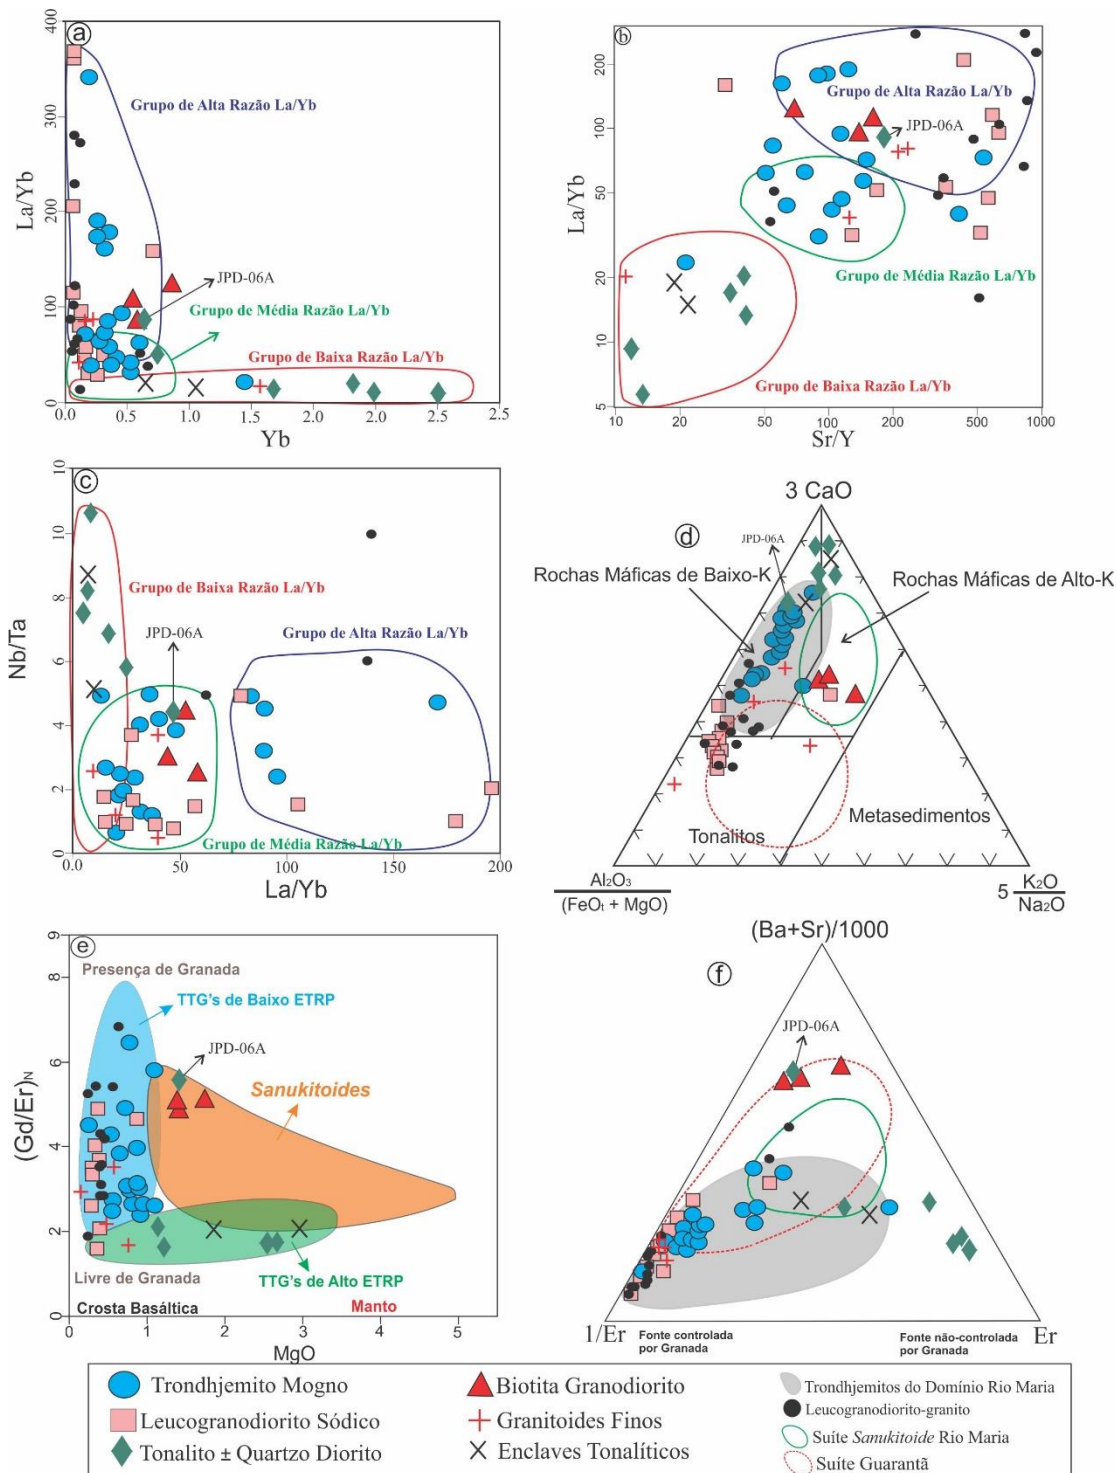 a
400
300
200
100
0
La/Yb
Grupo de Alta Razão La/Yb
JPD-06A
Grupo de Média Razão La/Yb
Grupo de Baixa Razão La/Yb
0.0
0.5
1.0
1.5
2.0
2.5
2.5
Yb
b
200
100
50
20
10
5
La/Yb
Grupo de Alta Razão La/Yb
JPD-06A
Grupo de Média Razão La/Yb
Grupo de Baixa Razão La/Yb
10
20
50
100
200
500
1000
Sr/Y
c
10
8
6
4
2
0
Nb/Ta
Grupo de Baixa Razão La/Yb
JPD-06A
Grupo de Alta Razão La/Yb
Grupo de Média Razão La/Yb
0
50
100
150
200
La/Yb
3 CaO
d
JPD-06A
Rochas Máficas de Baixo-K
Rochas Máficas de Alto-K
Metasedimentos
Tonalitos
Al₂O₃
(FeOₜ + MgO)
5 K₂O
Na₂O
e
9
8
6
4
2
0
(Gd/Er)N
Presença de Granada
TTG's de Baixo ETRP
JPD-06A
Sanukitoides
Livre de Granada
TTG's de Alto ETRP
Crosta Basáltica
Manto
0
1
2
3
4
5
MgO
(Ba+Sr)/1000
f
JPD-06A
1/Er
Er
Fonte controlada
por Granada
Fonte não-controlada
por Granada
Trondhjemito Mogno
Leucogranodiorito Sódico
Tonalito ± Quartzo Diorito
Biotita Granodiorito
Granitoides Finos
Enclaves Tonalíticos
Trondhjemitos do Domínio Rio Maria
Leucogranodiorito-granito
Suíte Sanukitoide Rio Maria
Suíte Guarantã